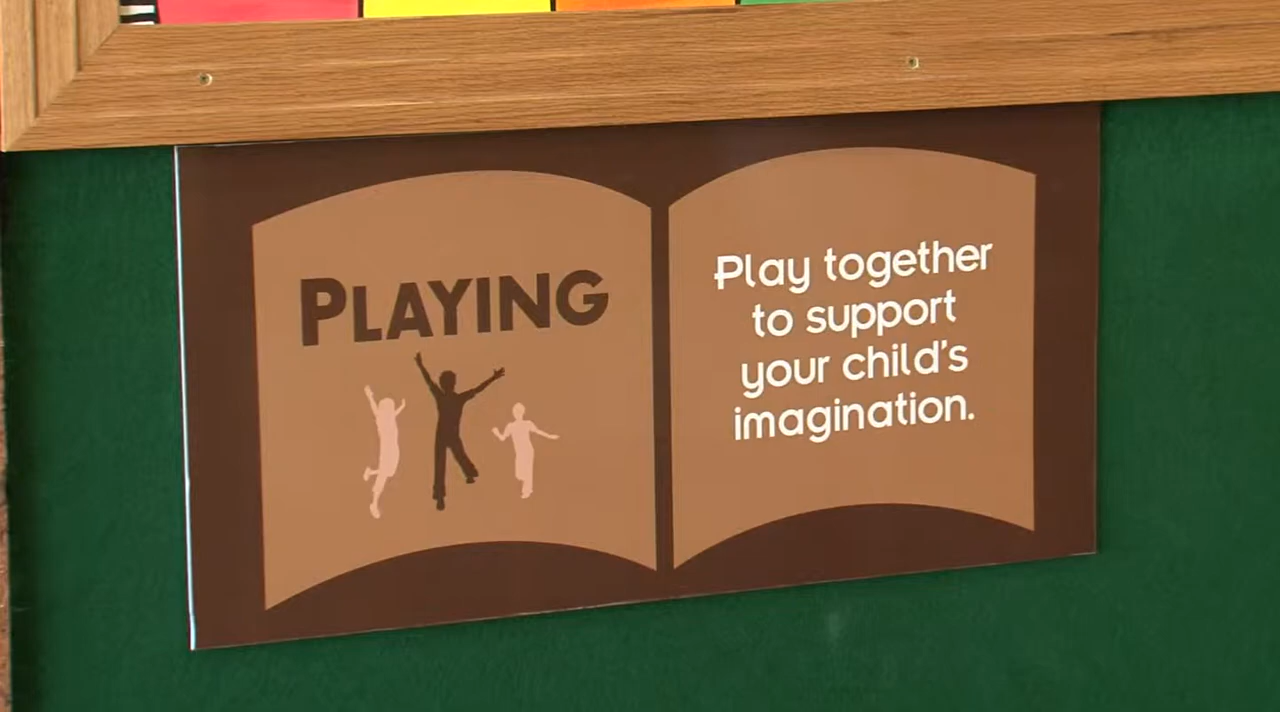 PLAYING
Play together
to support
your child's
imagination.